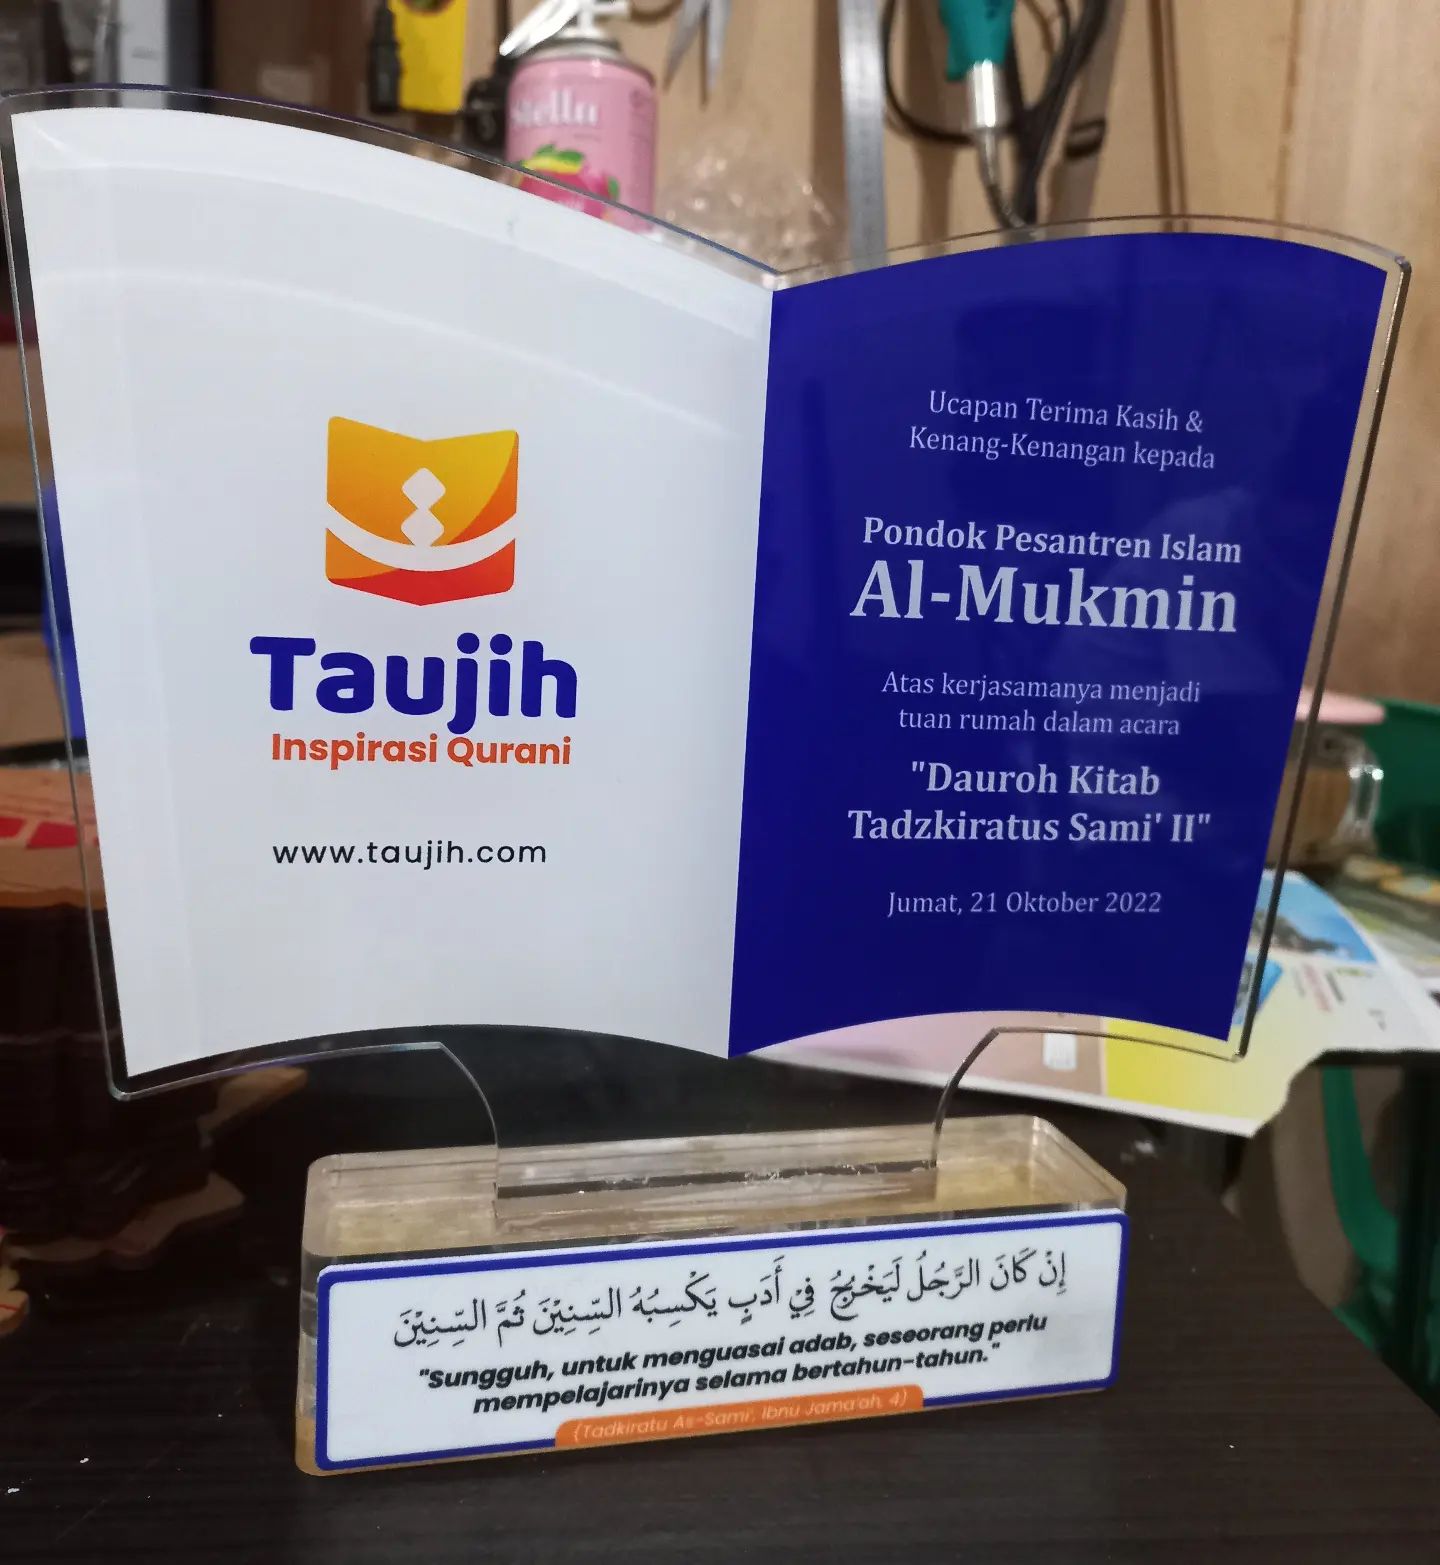 stella
Taujih
Inspirasi Qurani
www.taujih.com
Ucapan Terima Kasih &
Kenang-Kenangan kepada
Pondok Pesantren Islam
Al-Mukmin
Atas kerjasamanya menjadi
tuan rumah dalam acara
"Dauroh Kitab
Tadzkiratus Sami' II"
Jumat, 21 Oktober 2022
إِنْ كَانَ الرَّجُلُ لَيَخْرُجُ فِيْ أَدَبٍ يَكْسِبُهُ السِّنِيْنَ ثُمَّ السِّنِيْنَ
"Sungguh, untuk menguasai adab, seseorang perlu
mempelajarinya selama bertahun-tahun."
(Tadkiratu As-Sami', Ibnu Jama'ah, 4)